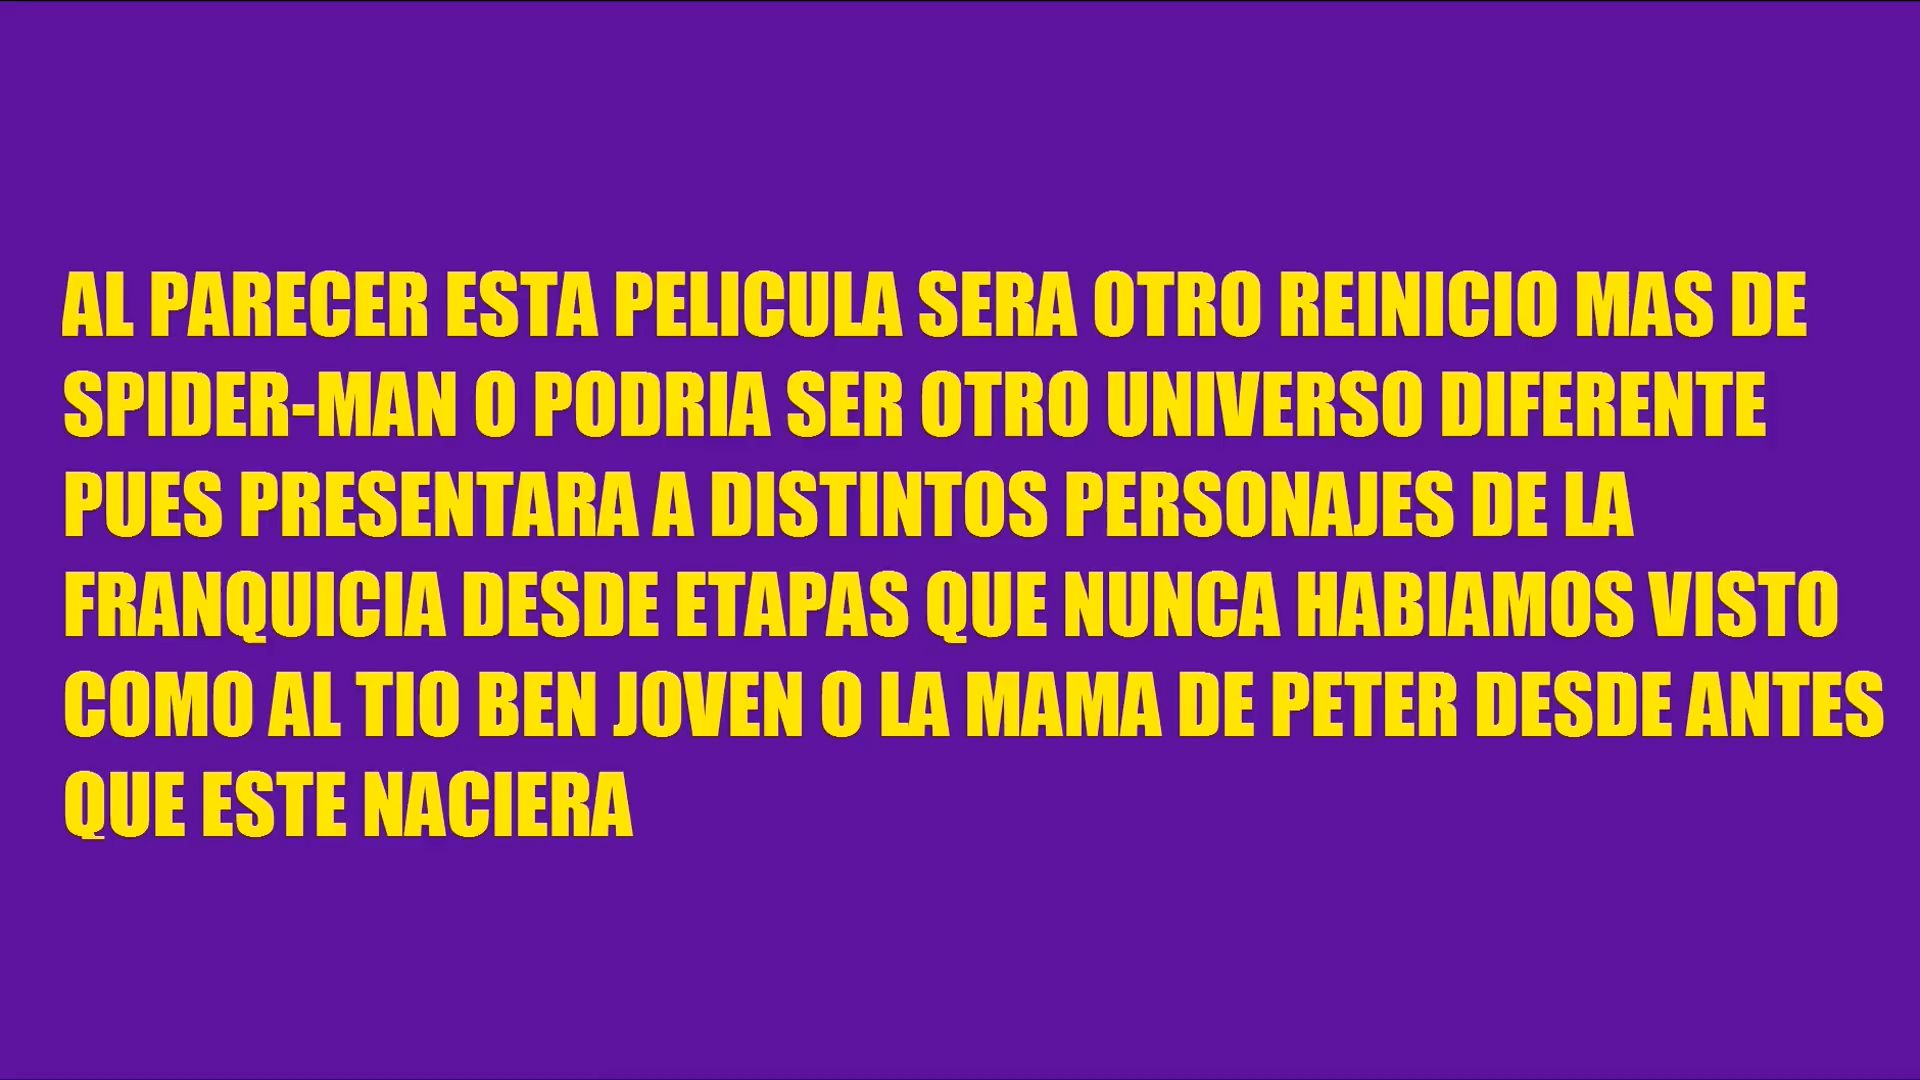 AL PARECER ESTA PELICULA SERA OTRO REINICIO MAS DE
SPIDER-MAN O PODRIA SER OTRO UNIVERSO DIFERENTE
PUES PRESENTARA A DISTINTOS PERSONAJES DE LA
FRANQUICIA DESDE ETAPAS QUE NUNCA HABIAMOS VISTO
COMO AL TIO BEN JOVEN O LA MAMA DE PETER DESDE ANTES
QUE ESTE NACIERA